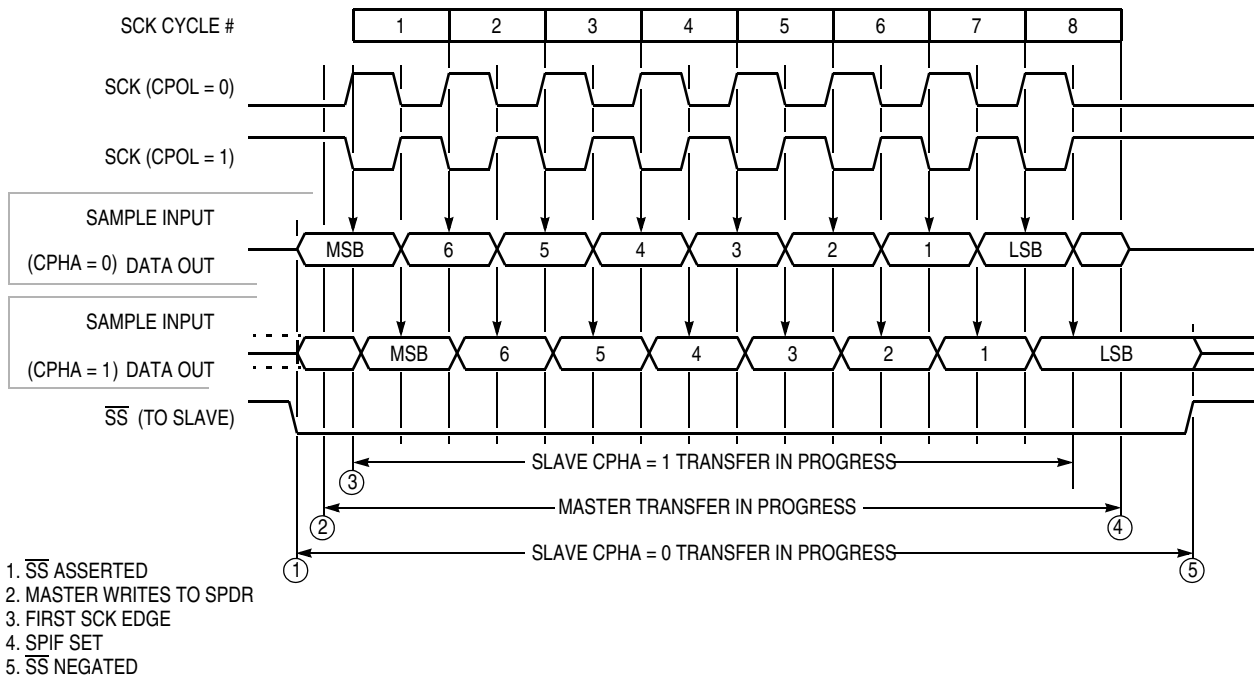 SCK CYCLE # 1 2 3 4 5 6 7 8
SCK (CPOL = 0)
SCK (CPOL = 1)
SAMPLE INPUT
(CPHA = 0) DATA OUT MSB 6 5 4 3 2 1 LSB
SAMPLE INPUT
(CPHA = 1) DATA OUT MSB 6 5 4 3 2 1 LSB
SS (TO SLAVE)
SLAVE CPHA = 1 TRANSFER IN PROGRESS
3
MASTER TRANSFER IN PROGRESS
2 4
SLAVE CPHA = 0 TRANSFER IN PROGRESS
1 5
1. SS ASSERTED
2. MASTER WRITES TO SPDR
3. FIRST SCK EDGE
4. SPIF SET
5. SS NEGATED